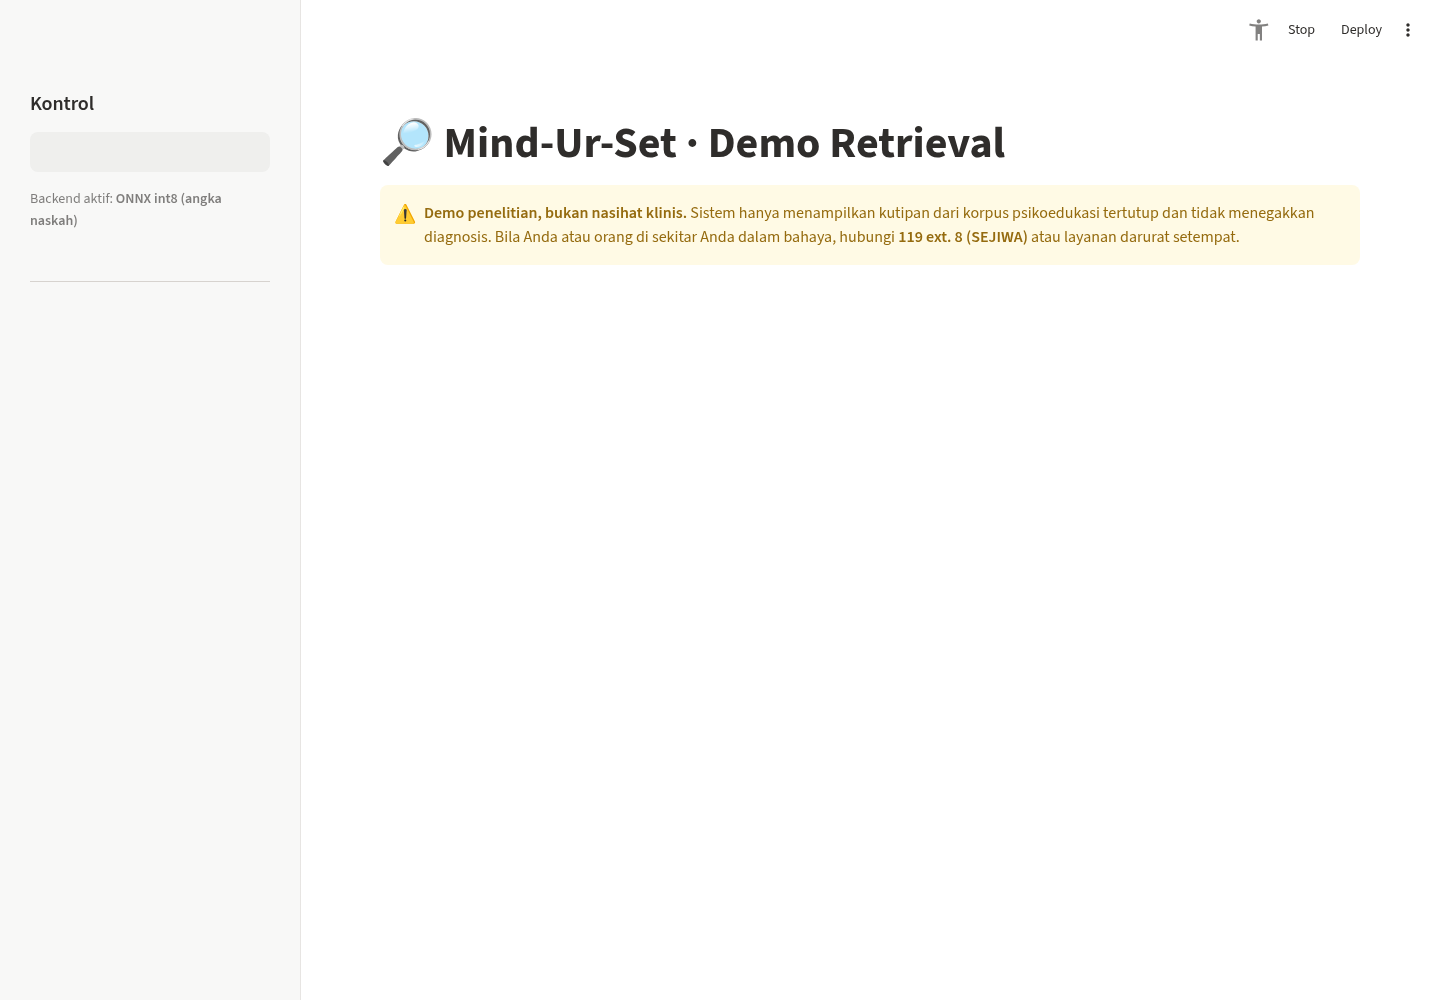 Stop
Deploy
Kontrol
Backend aktif: ONNX int8 (angka
naskah)
Mind-Ur-Set · Demo Retrieval
Demo penelitian, bukan nasihat klinis. Sistem hanya menampilkan kutipan dari korpus psikoedukasi tertutup dan tidak menegakkan
diagnosis. Bila Anda atau orang di sekitar Anda dalam bahaya, hubungi 119 ext. 8 (SEJIWA) atau layanan darurat setempat.